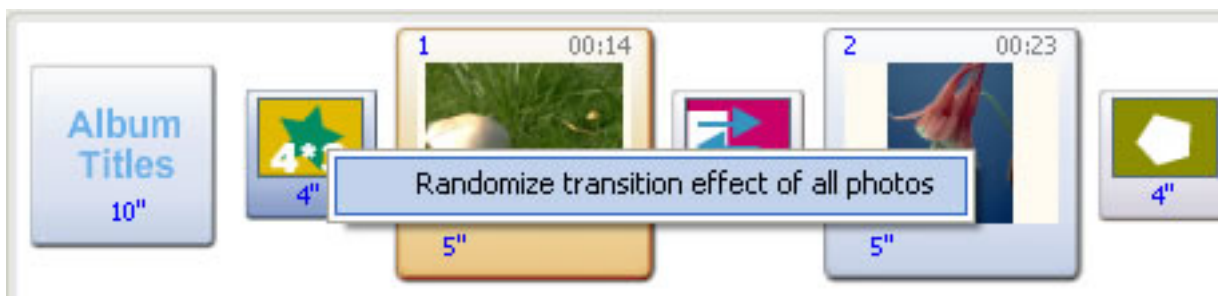 1 00:14
2 00:23
Album
Titles
10"
4"
Randomize transition effect of all photos
4"
5"
5"